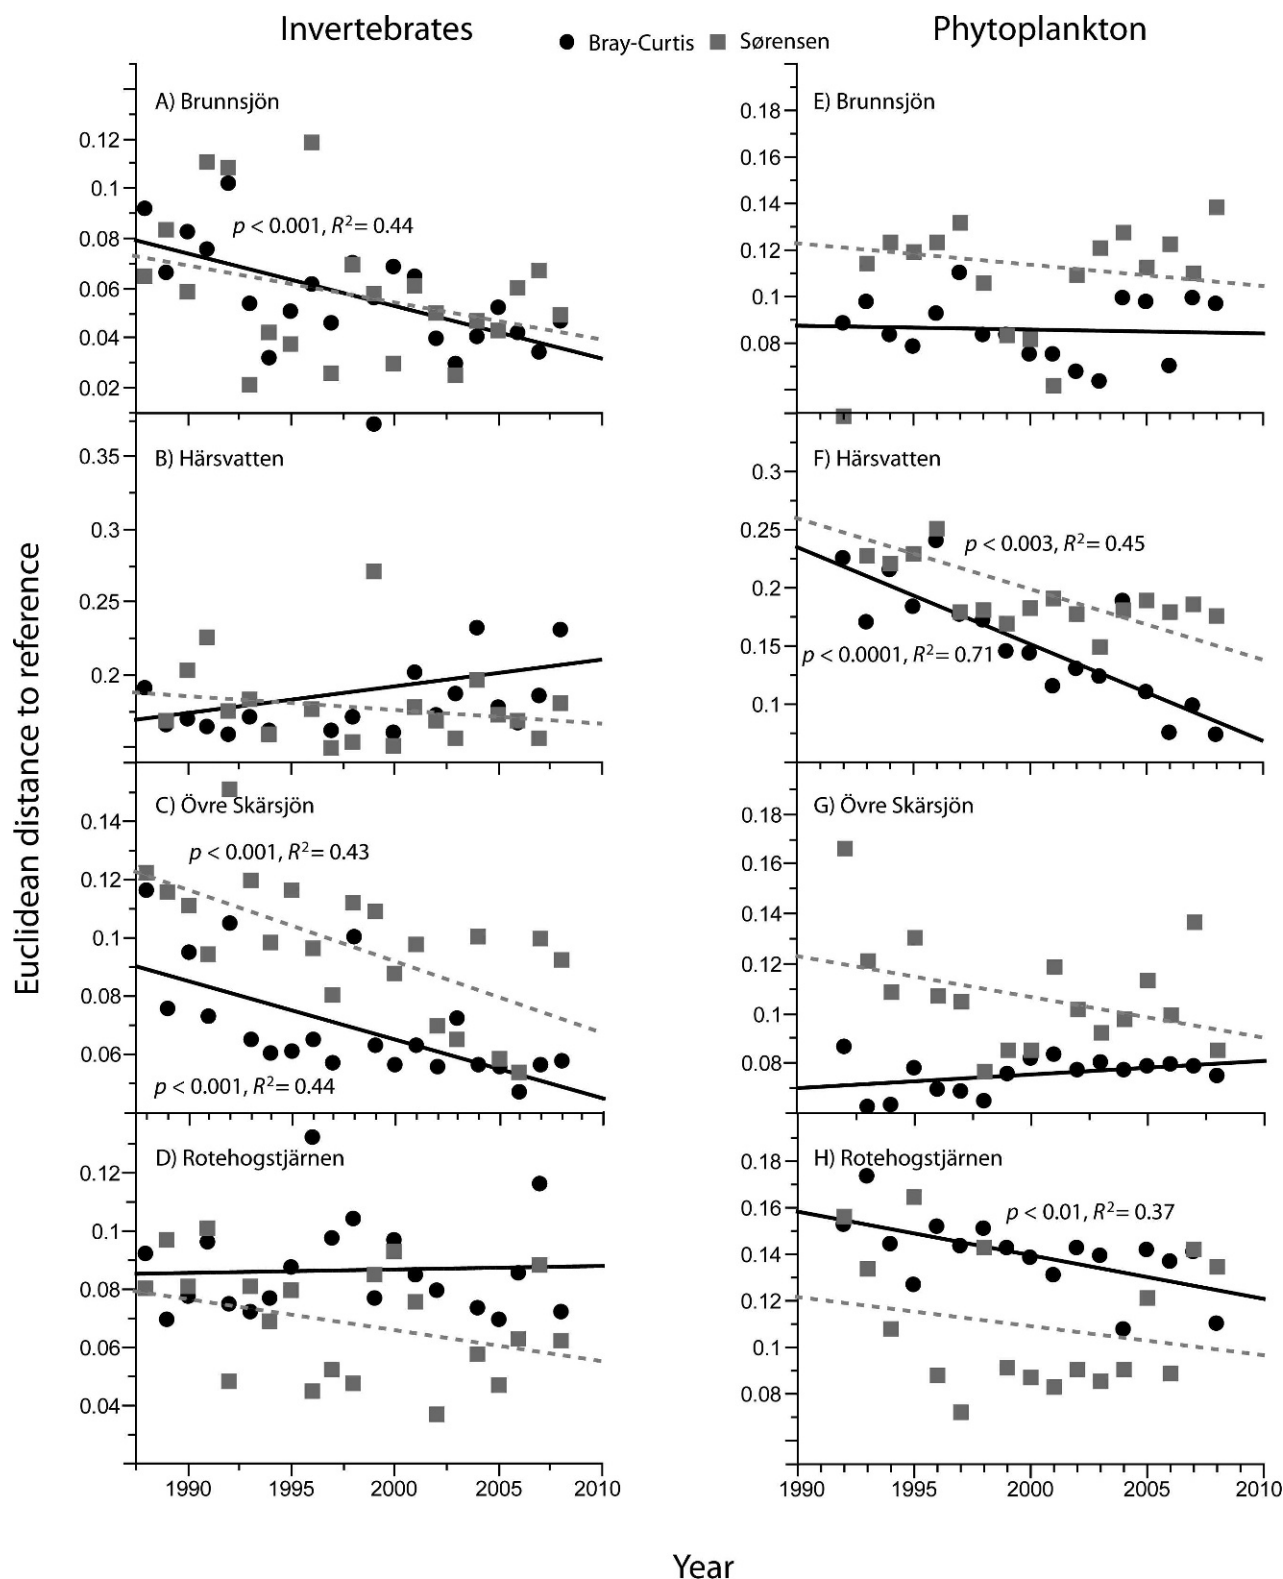 Invertebrates
Bray-Curtis
Sørensen
Phytoplankton
Euclidean distance to reference
A) Brunnsjön
0.12
0.1
0.08
0.06
0.04
0.02
p < 0.001, R²= 0.44
B) Härsvatten
0.35
0.3
0.25
0.2
C) Övre Skärsjön
0.14
0.12
0.1
0.08
0.06
p < 0.001, R²= 0.43
p < 0.001, R²= 0.44
D) Rotehogstjärnen
0.12
0.1
0.08
0.06
0.04
1990 1995 2000 2005 2010
E) Brunnsjön
0.18
0.16
0.14
0.12
0.1
0.08
F) Härsvatten
0.3
0.25
0.2
0.15
0.1
p < 0.003, R²= 0.45
p < 0.0001, R²= 0.71
G) Övre Skärsjön
0.18
0.16
0.14
0.12
0.1
0.08
H) Rotehogstjärnen
0.18
0.16
0.14
0.12
0.1
0.08
p < 0.01, R²= 0.37
1990 1995 2000 2005 2010
Year